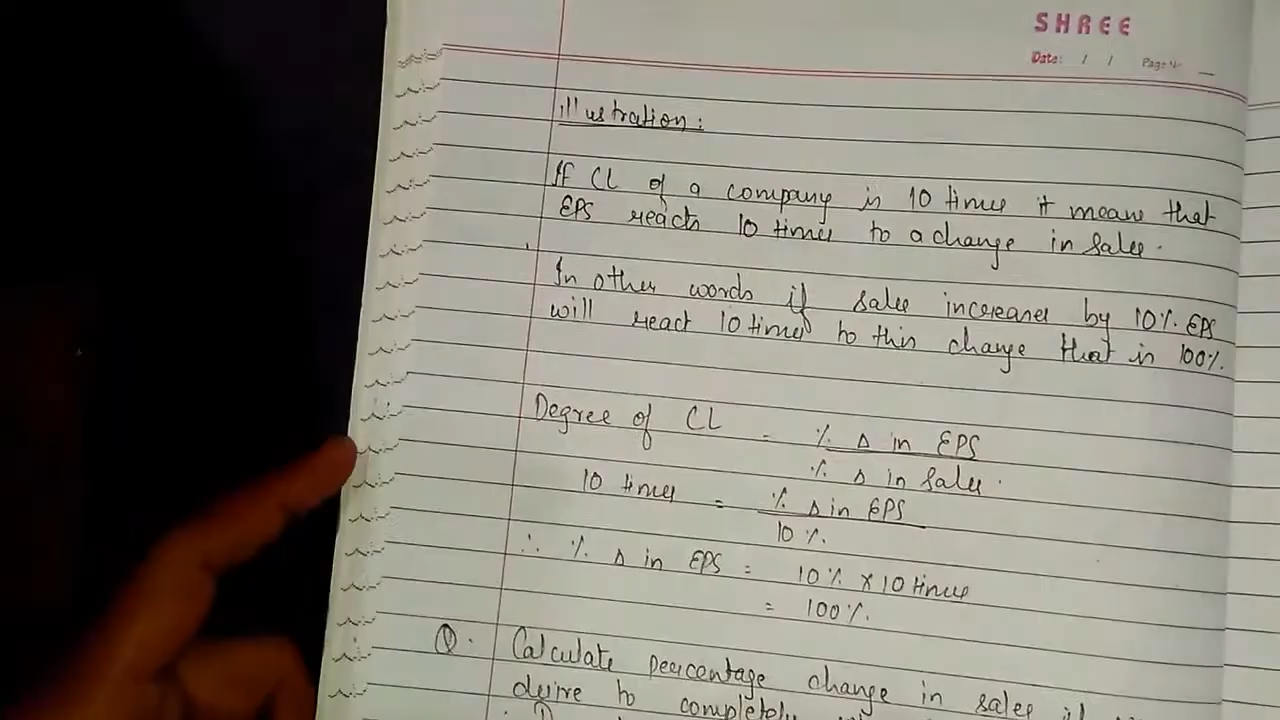 SHREE
Date: / / Page
illustration:
If CL of a company is 10 times it means that
EPS reacts 10 times to a change in sales.
In other words if sales increases by 10%. EPS
will react 10 times to this change that is 100%.
Degree of CL = % Δ in EPS
% Δ in sales.
10 times = % Δ in EPS
10 %.
∴ % Δ in EPS = 10% x 10 times
= 100%.
Q. Calculate percentage change in sales
desire to completely